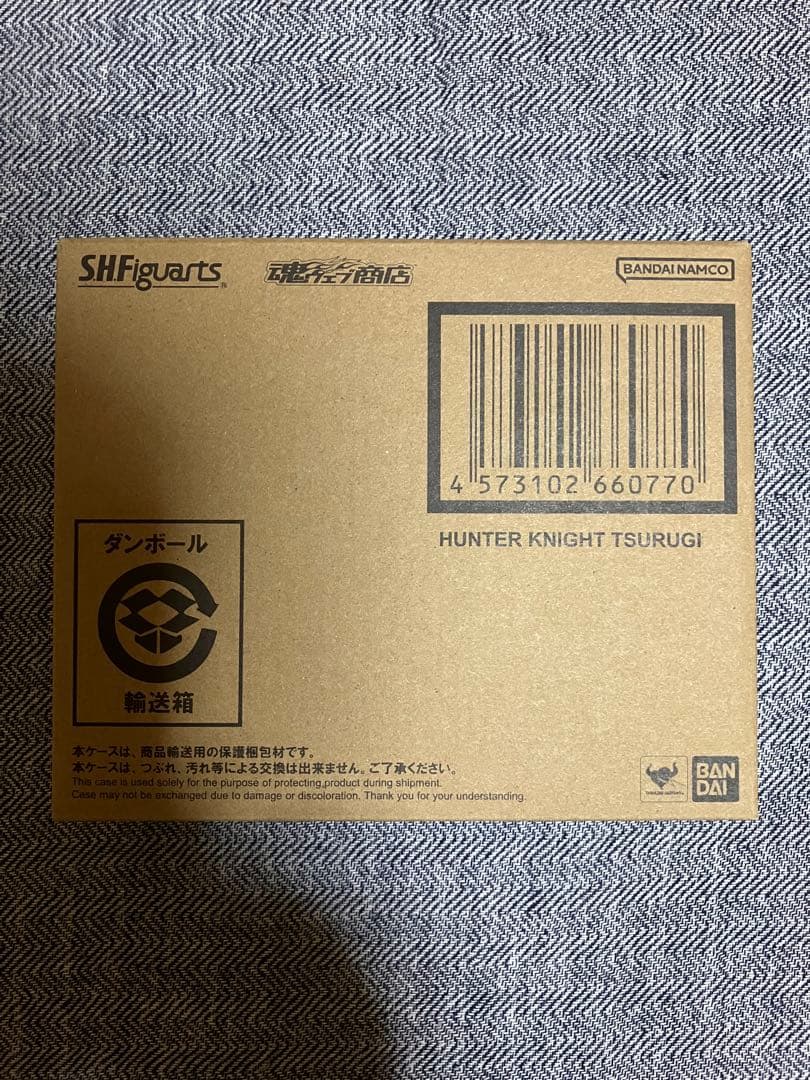 S.H.Figuarts
魂ウェブ商店
BANDAI NAMCO
4 573102 660770
HUNTER KNIGHT TSURUGI
ダンボール
輸送箱
本ケースは、商品輸送用の保護梱包材です。
本ケースは、つぶれ、汚れ等による交換は出来ません。ご了承ください。
This case is used solely for the purpose of protecting,product during shipment.
Case may not be exchanged due to damage or discoloration. Thank you for your understanding.
BAN
DAI